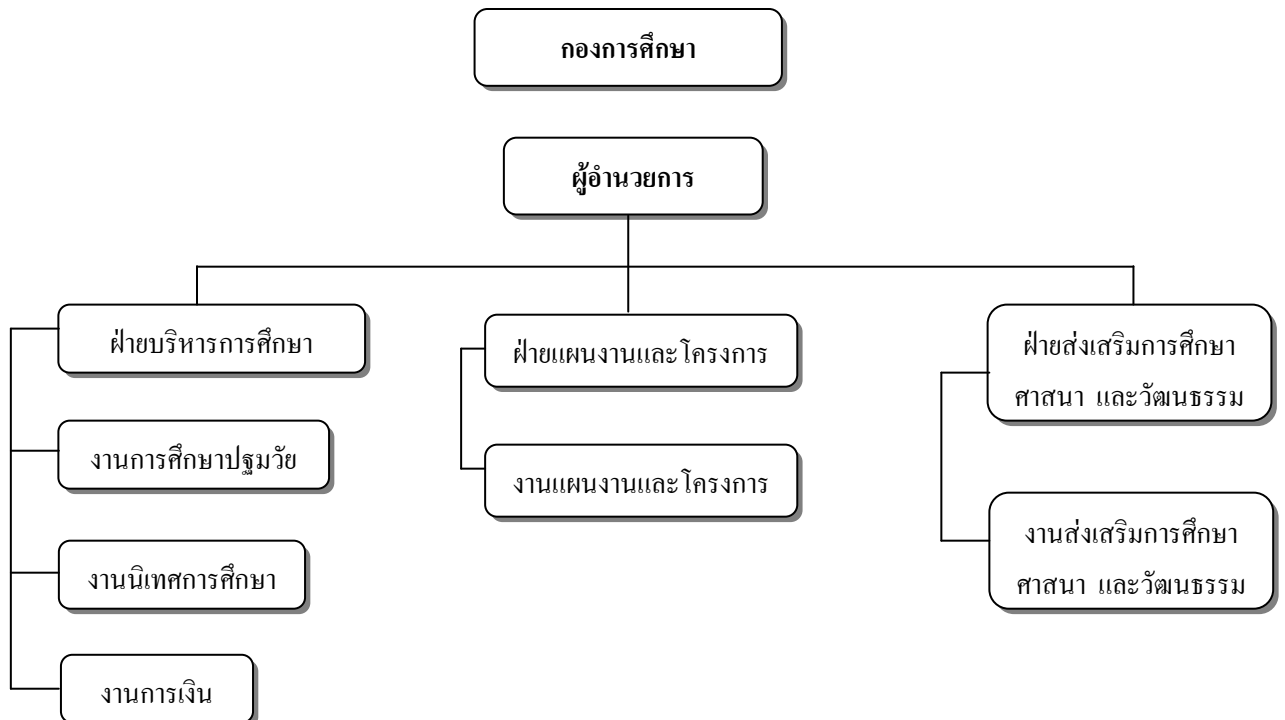 กองการศึกษา
ผู้อำนวยการ
ฝ่ายบริหารการศึกษา
งานการศึกษาปฐมวัย
งานนิเทศการศึกษา
งานการเงิน
ฝ่ายแผนงานและโครงการ
งานแผนงานและโครงการ
ฝ่ายส่งเสริมการศึกษา
ศาสนา และวัฒนธรรม
งานส่งเสริมการศึกษา
ศาสนา และวัฒนธรรม